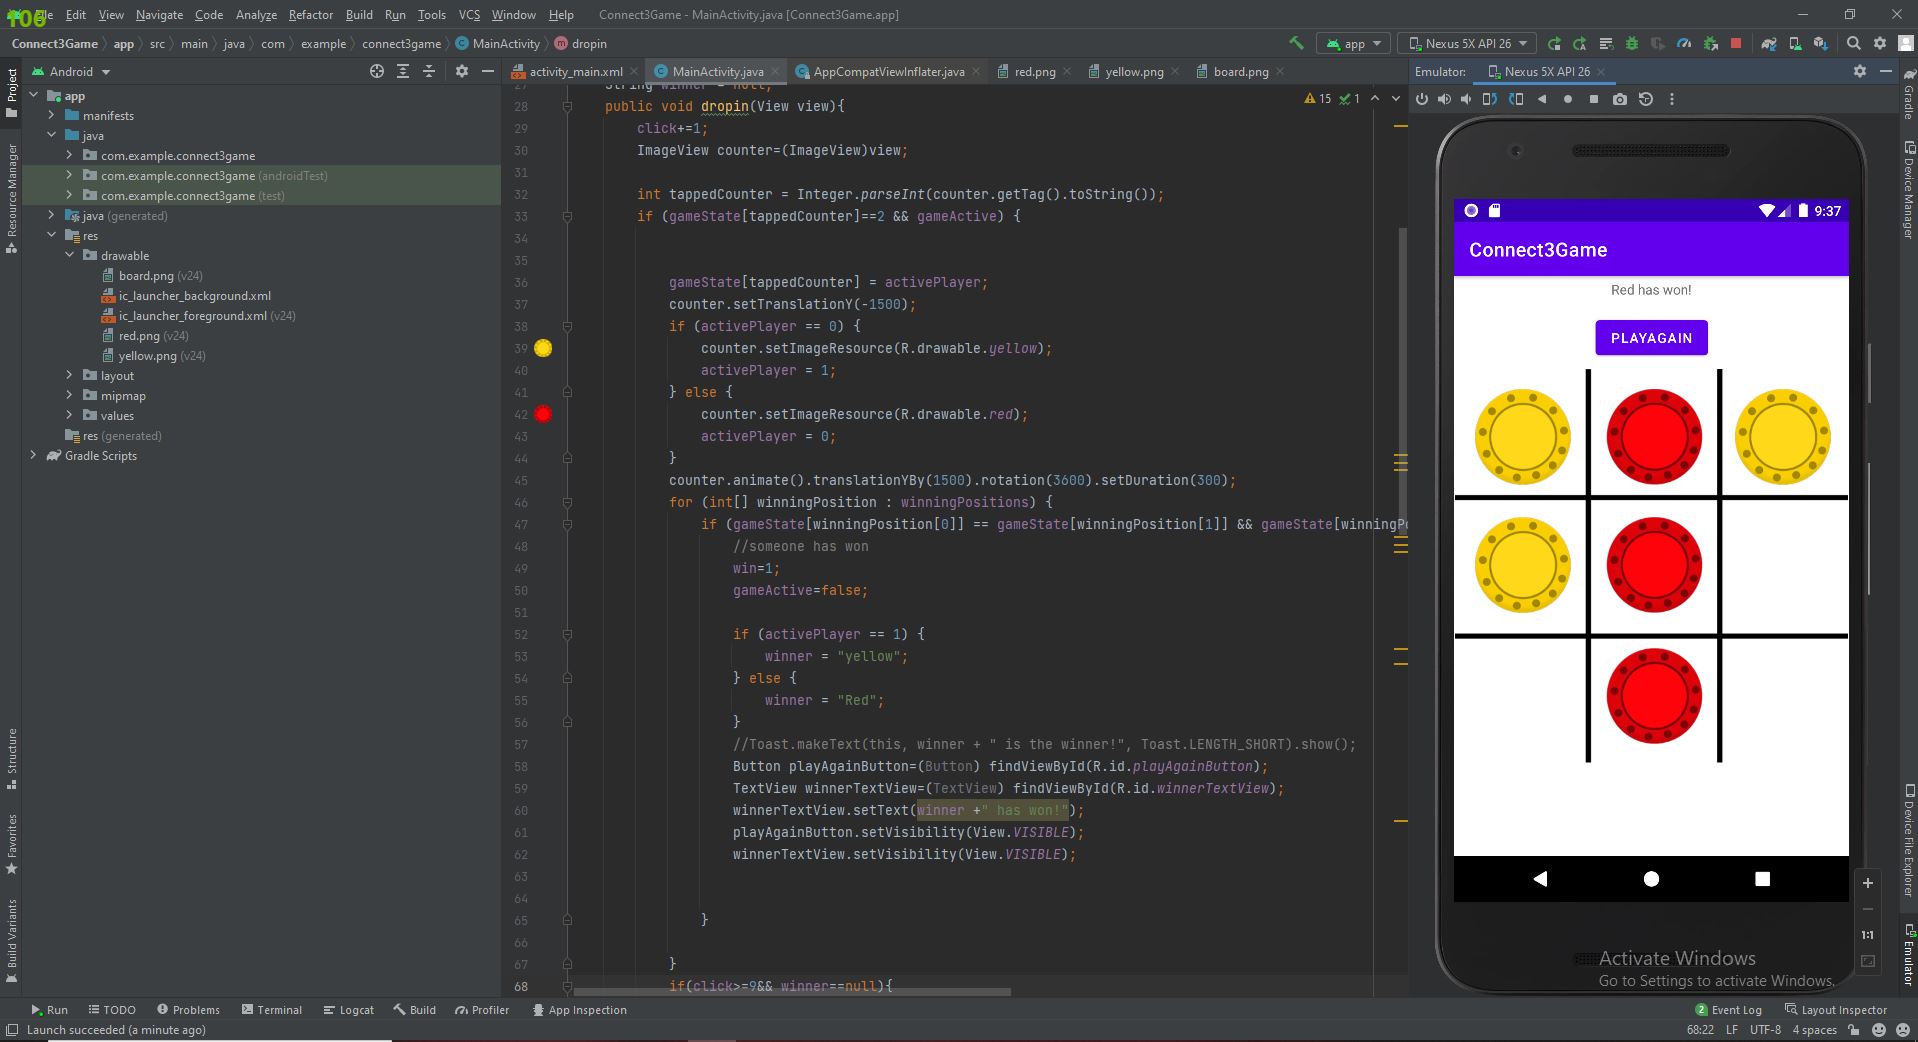 106
File Edit View Navigate Code Analyze Refactor Build Run Tools VCS Window Help Connect3Game - MainActivity.java [Connect3Game.app]
Connect3Game app src main java com example connect3game MainActivity dropin
app Nexus 5X API 26
Android
activity_main.xml MainActivity.java AppCompatViewInflater.java red.png yellow.png board.png
Emulator: Nexus 5X API 26
Project
Resource Manager
Structure
Favorites
Build Variants
app
manifests
java
com.example.connect3game
com.example.connect3game (androidTest)
com.example.connect3game (test)
java (generated)
res
drawable
board.png (v24)
ic_launcher_background.xml
ic_launcher_foreground.xml (v24)
red.png (v24)
yellow.png (v24)
layout
mipmap
values
res (generated)
Gradle Scripts
15 1
27 String winner = null;
28 public void dropin(View view){
29 click+=1;
30 ImageView counter=(ImageView)view;
31
32 int tappedCounter = Integer.parseInt(counter.getTag().toString());
33 if (gameState[tappedCounter]==2 && gameActive) {
34
35
36 gameState[tappedCounter] = activePlayer;
37 counter.setTranslationY(-1500);
38 if (activePlayer == 0) {
39 counter.setImageResource(R.drawable.yellow);
40 activePlayer = 1;
41 } else {
42 counter.setImageResource(R.drawable.red);
43 activePlayer = 0;
44 }
45 counter.animate().translationYBy(1500).rotation(3600).setDuration(300);
46 for (int[] winningPosition : winningPositions) {
47 if (gameState[winningPosition[0]] == gameState[winningPosition[1]] && gameState[winningPo
48 //someone has won
49 win=1;
50 gameActive=false;
51
52 if (activePlayer == 1) {
53 winner = "yellow";
54 } else {
55 winner = "Red";
56 }
57 //Toast.makeText(this, winner + " is the winner!", Toast.LENGTH_SHORT).show();
58 Button playAgainButton=(Button) findViewById(R.id.playAgainButton);
59 TextView winnerTextView=(TextView) findViewById(R.id.winnerTextView);
60 winnerTextView.setText(winner +" has won!");
61 playAgainButton.setVisibility(View.VISIBLE);
62 winnerTextView.setVisibility(View.VISIBLE);
63
64
65 }
66
67 }
68 if(click>=9&& winner==null){
9:37
Connect3Game
Red has won!
PLAYAGAIN
1:1
Activate Windows
Go to Settings to activate Windows.
Gradle
Device Manager
Device File Explorer
Emulator
Run TODO Problems Terminal Logcat Build Profiler App Inspection 2 Event Log Layout Inspector
Launch succeeded (a minute ago) 68:22 LF UTF-8 4 spaces